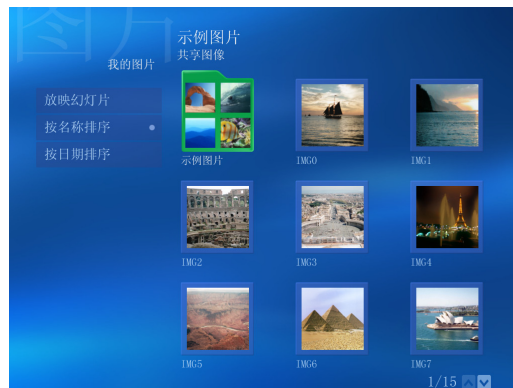 图片
示例图片
共享图像
我的图片
放映幻灯片
按名称排序
按日期排序
示例图片
IMG0
IMG1
IMG2
IMG3
IMG4
IMG5
IMG6
IMG7
1/15